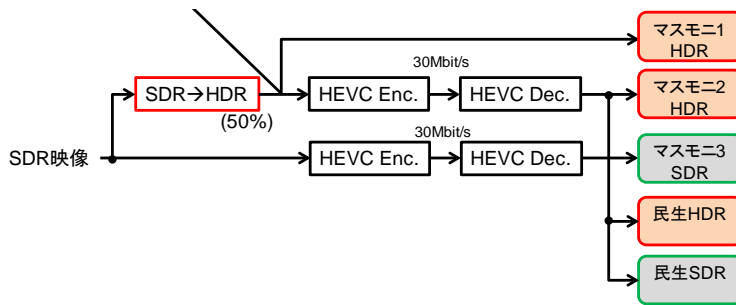 マスモニ1
HDR
30Mbit/s
SDR→HDR
HEVC Enc.
HEVC Dec.
マスモニ2
HDR
(50%)
30Mbit/s
SDR映像
HEVC Enc.
HEVC Dec.
マスモニ3
SDR
民生HDR
民生SDR